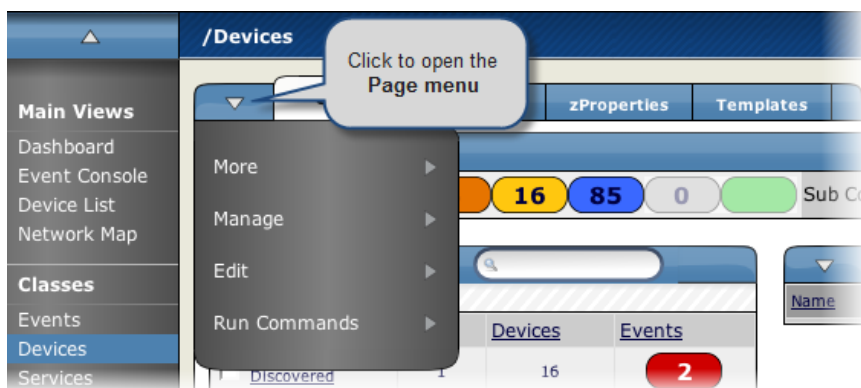 /Devices
Click to open the
Page menu
Main Views
Dashboard
Event Console
Device List
Network Map
Classes
Events
Devices
Services
zProperties
Templates
More
Manage
Edit
Run Commands
16
85
0
Sub
Devices
Events
Discovered
1
16
2
Name